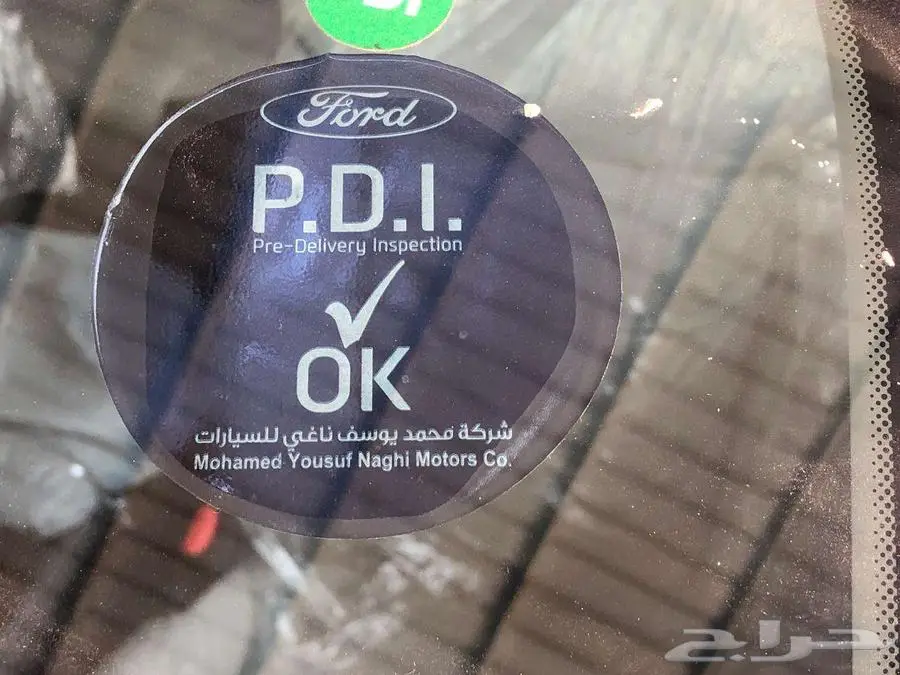 Ford
P.D.I.
Pre-Delivery Inspection
OK
شركة محمد يوسف ناغي للسيارات
Mohamed Yousuf Naghi Motors Co.
حراج